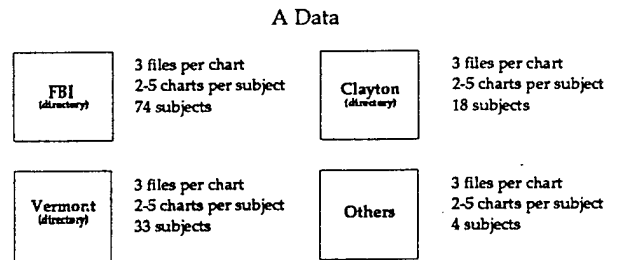 A Data
FBI
(directory)
3 files per chart
2-5 charts per subject
74 subjects
Clayton
(directory)
3 files per chart
2-5 charts per subject
18 subjects
Vermont
(directory)
3 files per chart
2-5 charts per subject
33 subjects
Others
3 files per chart
2-5 charts per subject
4 subjects